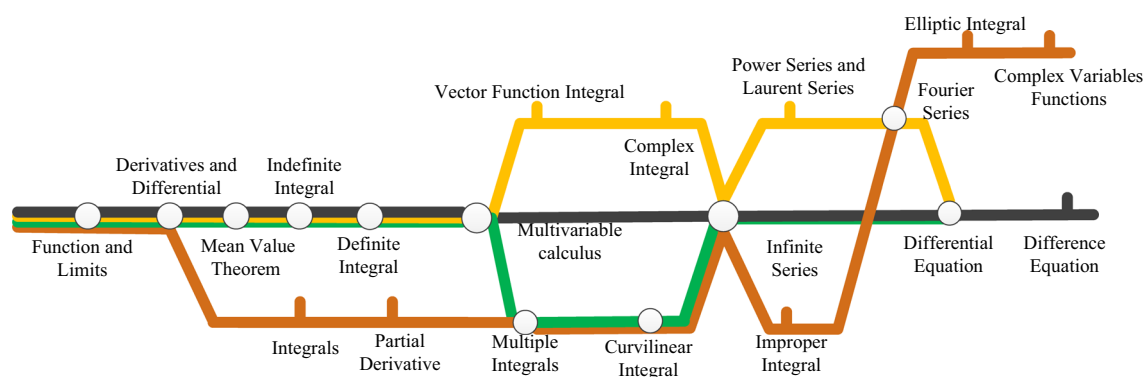 Elliptic Integral
Power Series and
Laurent Series
Complex Variables
Functions
Fourier
Series
Vector Function Integral
Complex
Integral
Derivatives and
Differential
Indefinite
Integral
Function and
Limits
Mean Value
Theorem
Definite
Integral
Multivariable
calculus
Infinite
Series
Differential
Equation
Difference
Equation
Integrals
Partial
Derivative
Multiple
Integrals
Curvilinear
Integral
Improper
Integral